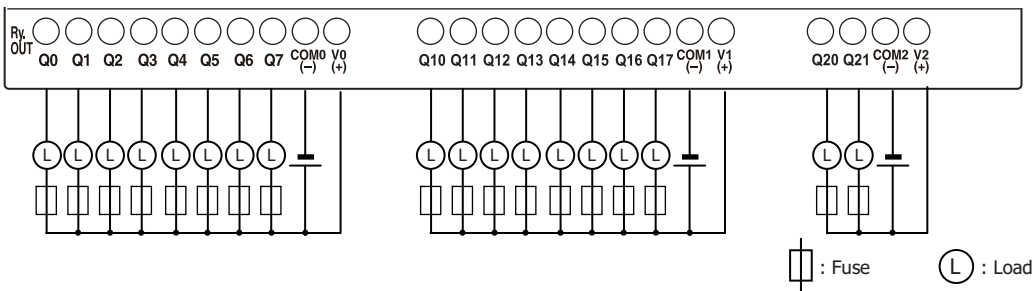 Ry.
OUT
Q0 Q1 Q2 Q3 Q4 Q5 Q6 Q7 COM0 V0
(–) (+)
Q10 Q11 Q12 Q13 Q14 Q15 Q16 Q17 COM1 V1
(–) (+)
Q20 Q21 COM2 V2
(–) (+)
L L L L L L L L
L L L L L L L L
L L
: Fuse
L : Load